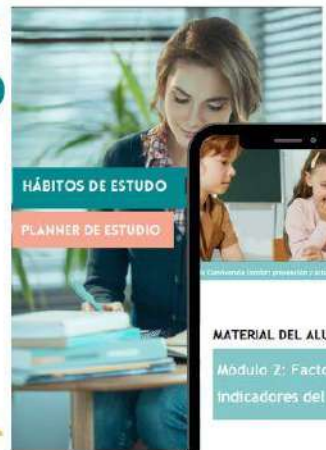 HÁBITOS DE ESTUDO
PLANNER DE ESTUDIO
MATERIAL DEL ALU
Módulo 2: Facto
indicadores del